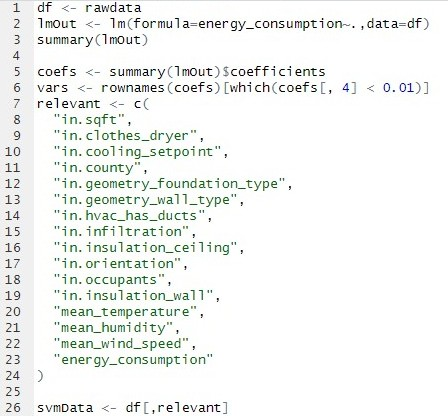 1 df <- rawdata
2 lmOut <- lm(formula=energy_consumption~.,data=df)
3 summary(lmOut)
4
5 coefs <- summary(lmOut)$coefficients
6 vars <- rownames(coefs)[which(coefs[, 4] < 0.01)]
7 relevant <- c(
8 "in.sqft",
9 "in.clothes_dryer",
10 "in.cooling_setpoint",
11 "in.county",
12 "in.geometry_foundation_type",
13 "in.geometry_wall_type",
14 "in.hvac_has_ducts",
15 "in.infiltration",
16 "in.insulation_ceiling",
17 "in.orientation",
18 "in.occupants",
19 "in.insulation_wall",
20 "mean_temperature",
21 "mean_humidity",
22 "mean_wind_speed",
23 "energy_consumption"
24 )
25
26 svmData <- df[,relevant]